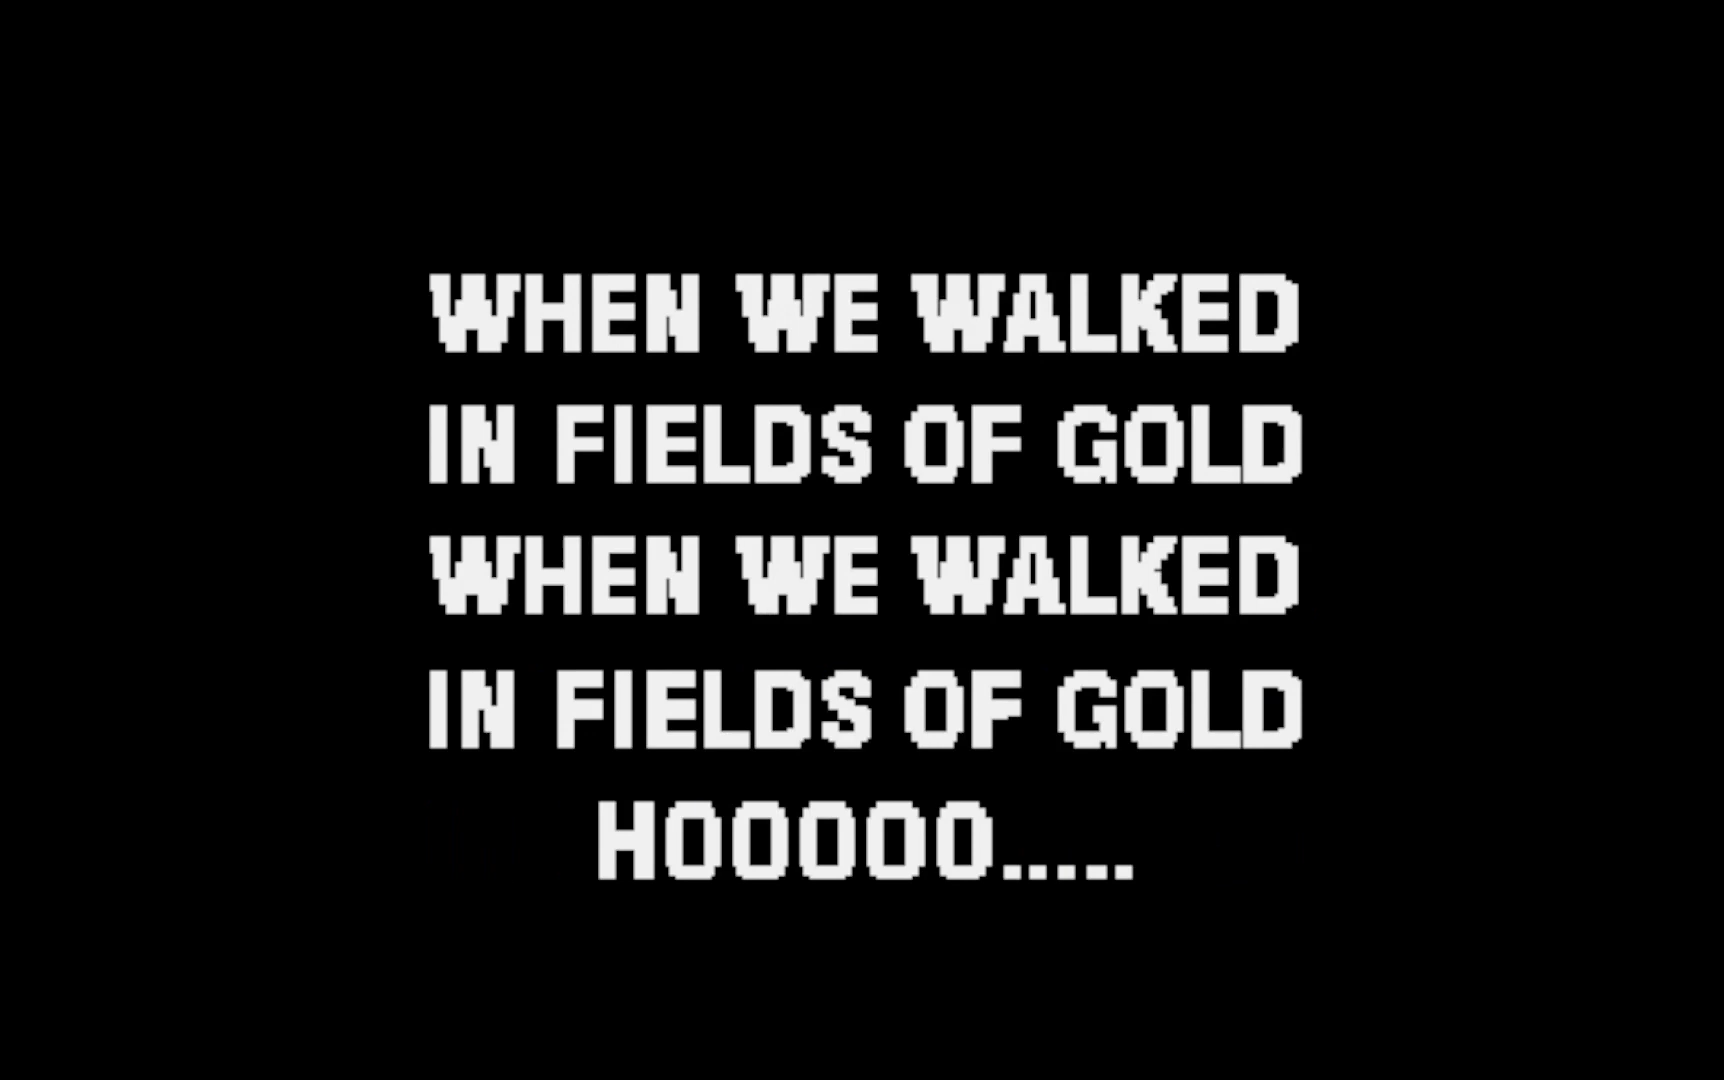 WHEN WE WALKED
IN FIELDS OF GOLD
WHEN WE WALKED
IN FIELDS OF GOLD
HOOOOO.....